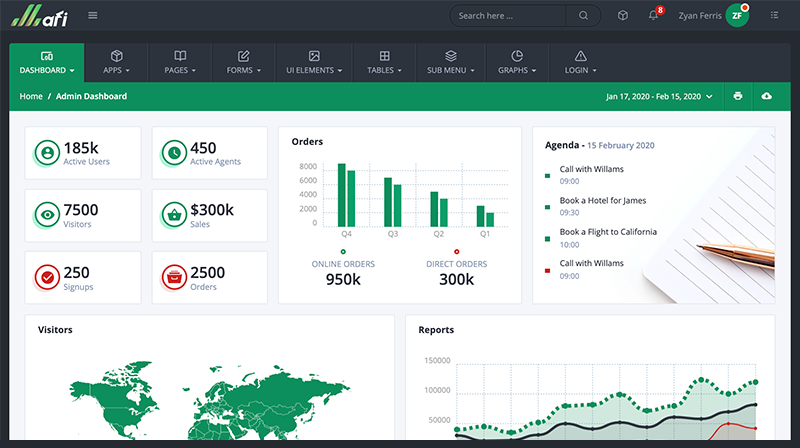 afi
Search here ...
8
Zyan Ferris
ZF
DASHBOARD
APPS
PAGES
FORMS
UI ELEMENTS
TABLES
SUB MENU
GRAPHS
LOGIN
Home / Admin Dashboard
Jan 17, 2020 - Feb 15, 2020
185k
Active Users
450
Active Agents
7500
Visitors
$300k
Sales
250
Signups
2500
Orders
Orders
8000
6000
4000
2000
0
Q4
Q3
Q2
Q1
ONLINE ORDERS
950k
DIRECT ORDERS
300k
Agenda - 15 February 2020
Call with Willams
09:00
Book a Hotel for James
09:30
Book a Flight to California
10:00
Call with Willams
09:00
Visitors
Reports
150000
100000
50000